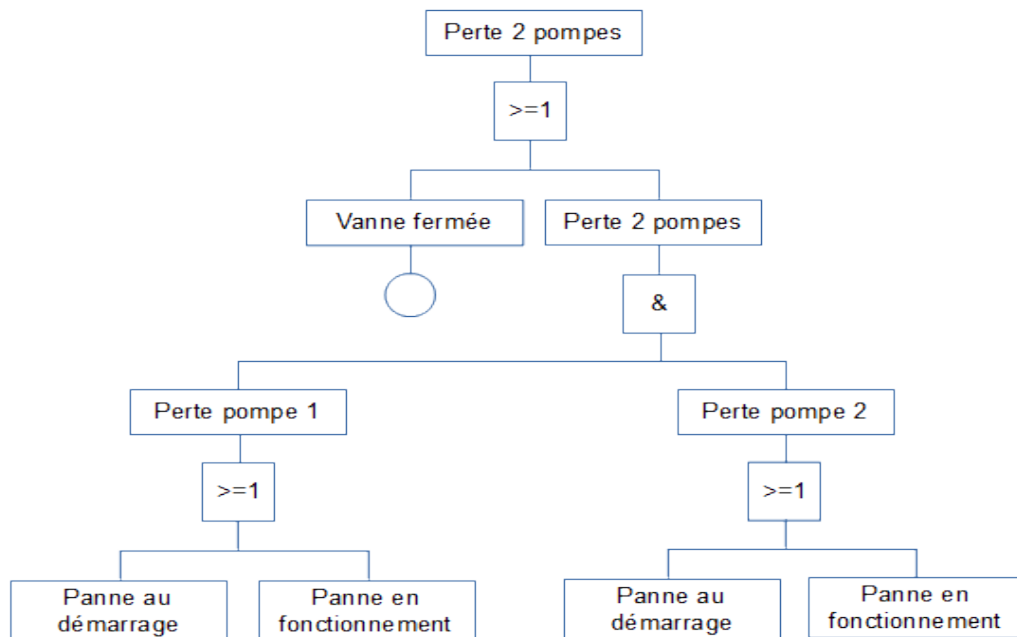 Perte 2 pompes
>=1
Vanne fermée
Perte 2 pompes
&
Perte pompe 1
Perte pompe 2
>=1
>=1
Panne au
démarrage
Panne en
fonctionnement
Panne au
démarrage
Panne en
fonctionnement